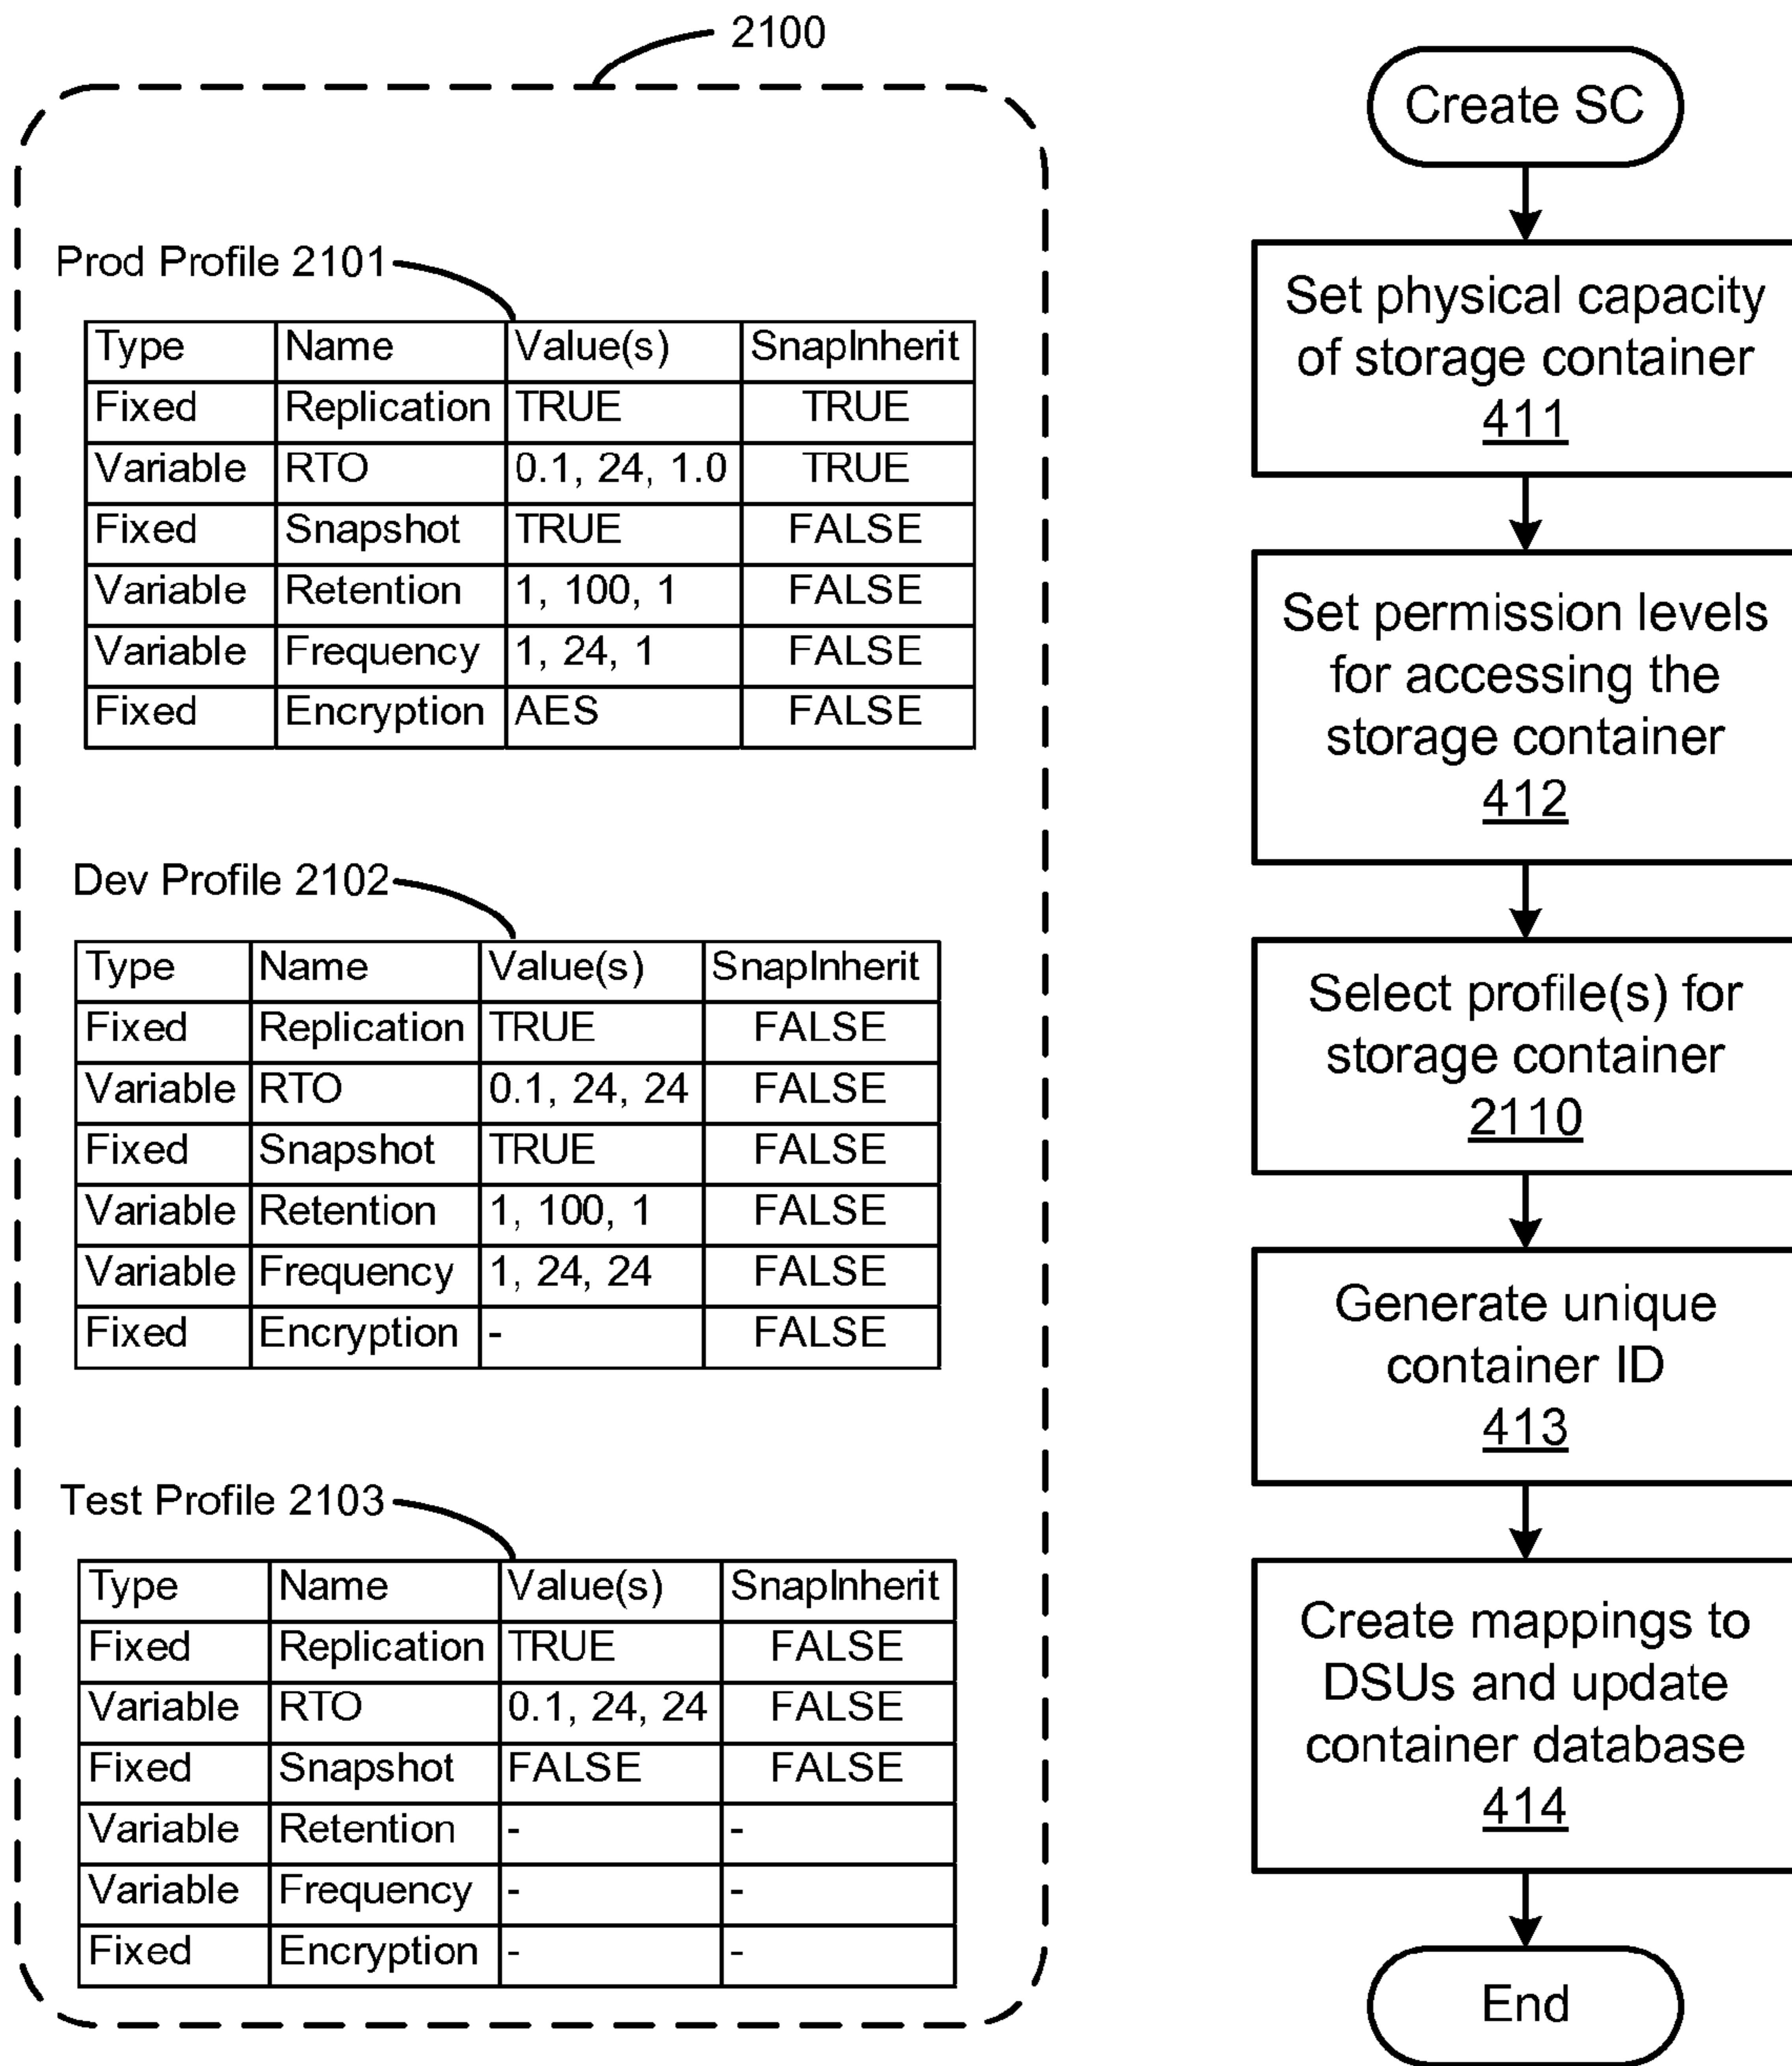 2100
Prod Profile 2101
Type Name Value(s) SnapInherit
Fixed Replication TRUE TRUE
Variable RTO 0.1, 24, 1.0 TRUE
Fixed Snapshot TRUE FALSE
Variable Retention 1, 100, 1 FALSE
Variable Frequency 1, 24, 1 FALSE
Fixed Encryption AES FALSE
Dev Profile 2102
Type Name Value(s) SnapInherit
Fixed Replication TRUE FALSE
Variable RTO 0.1, 24, 24 FALSE
Fixed Snapshot TRUE FALSE
Variable Retention 1, 100, 1 FALSE
Variable Frequency 1, 24, 24 FALSE
Fixed Encryption - FALSE
Test Profile 2103
Type Name Value(s) SnapInherit
Fixed Replication TRUE FALSE
Variable RTO 0.1, 24, 24 FALSE
Fixed Snapshot FALSE FALSE
Variable Retention - -
Variable Frequency - -
Fixed Encryption - -
Create SC
Set physical capacity
of storage container
411
Set permission levels
for accessing the
storage container
412
Select profile(s) for
storage container
2110
Generate unique
container ID
413
Create mappings to
DSUs and update
container database
414
End